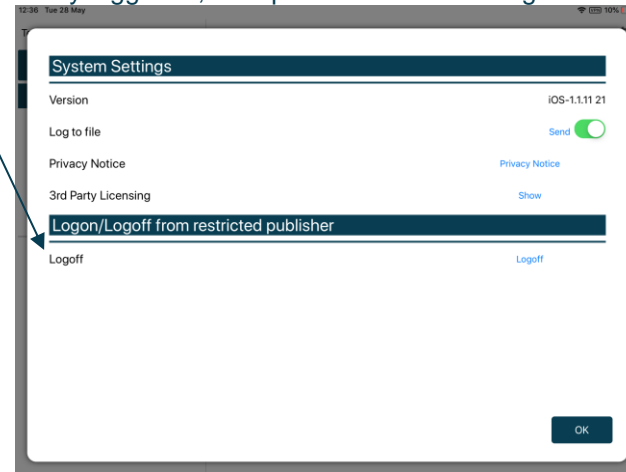 12:36 Tue 28 May 10%
System Settings
Version iOS-1.1.11 21
Log to file Send
Privacy Notice Privacy Notice
3rd Party Licensing Show
Logon/Logoff from restricted publisher
Logoff Logoff
OK